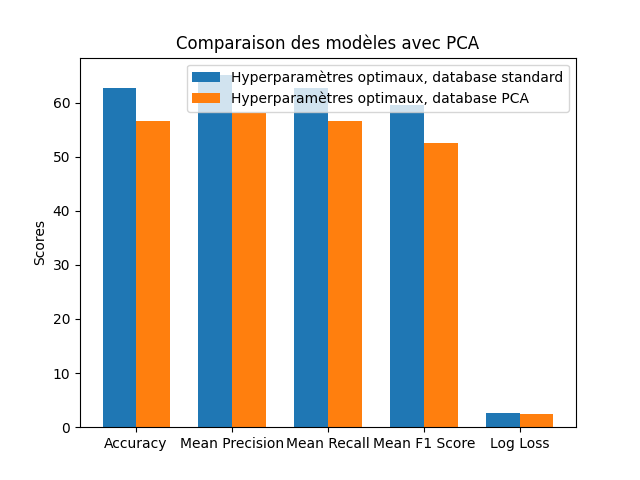 Comparaison des modèles avec PCA
Hyperparamètres optimaux, database standard
Hyperparamètres optimaux, database PCA
Scores
60
50
40
30
20
10
0
Accuracy Mean Precision Mean Recall Mean F1 Score Log Loss